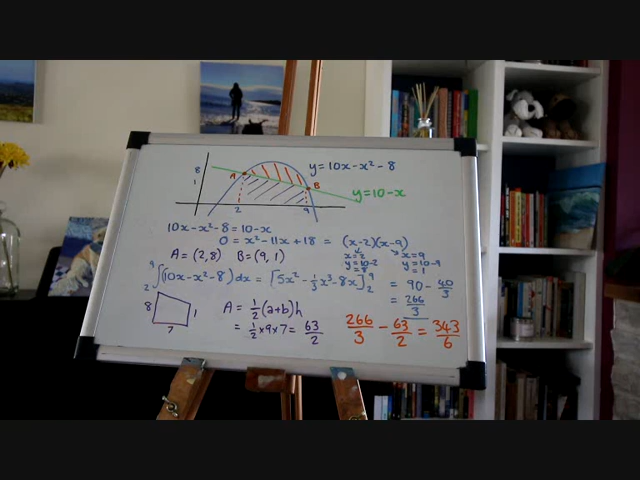 y = 10x - x² - 8
8
1
A
B
y = 10 - x
2
9
10x - x² - 8 = 10 - x
0 = x² - 11x + 18 = (x-2)(x-9)
A = (2,8) B = (9,1)
x=2 x=9
y=10-2 y=10-9
=8 =1
₂⁹∫(10x - x² - 8) dx = [5x² - 1/3x³ - 8x]₂⁹ = 90 - 40/3
= 266/3
8
1
7
A = 1/2(a+b)h
= 1/2 × 9 × 7 = 63/2
266/3 - 63/2 = 343/6